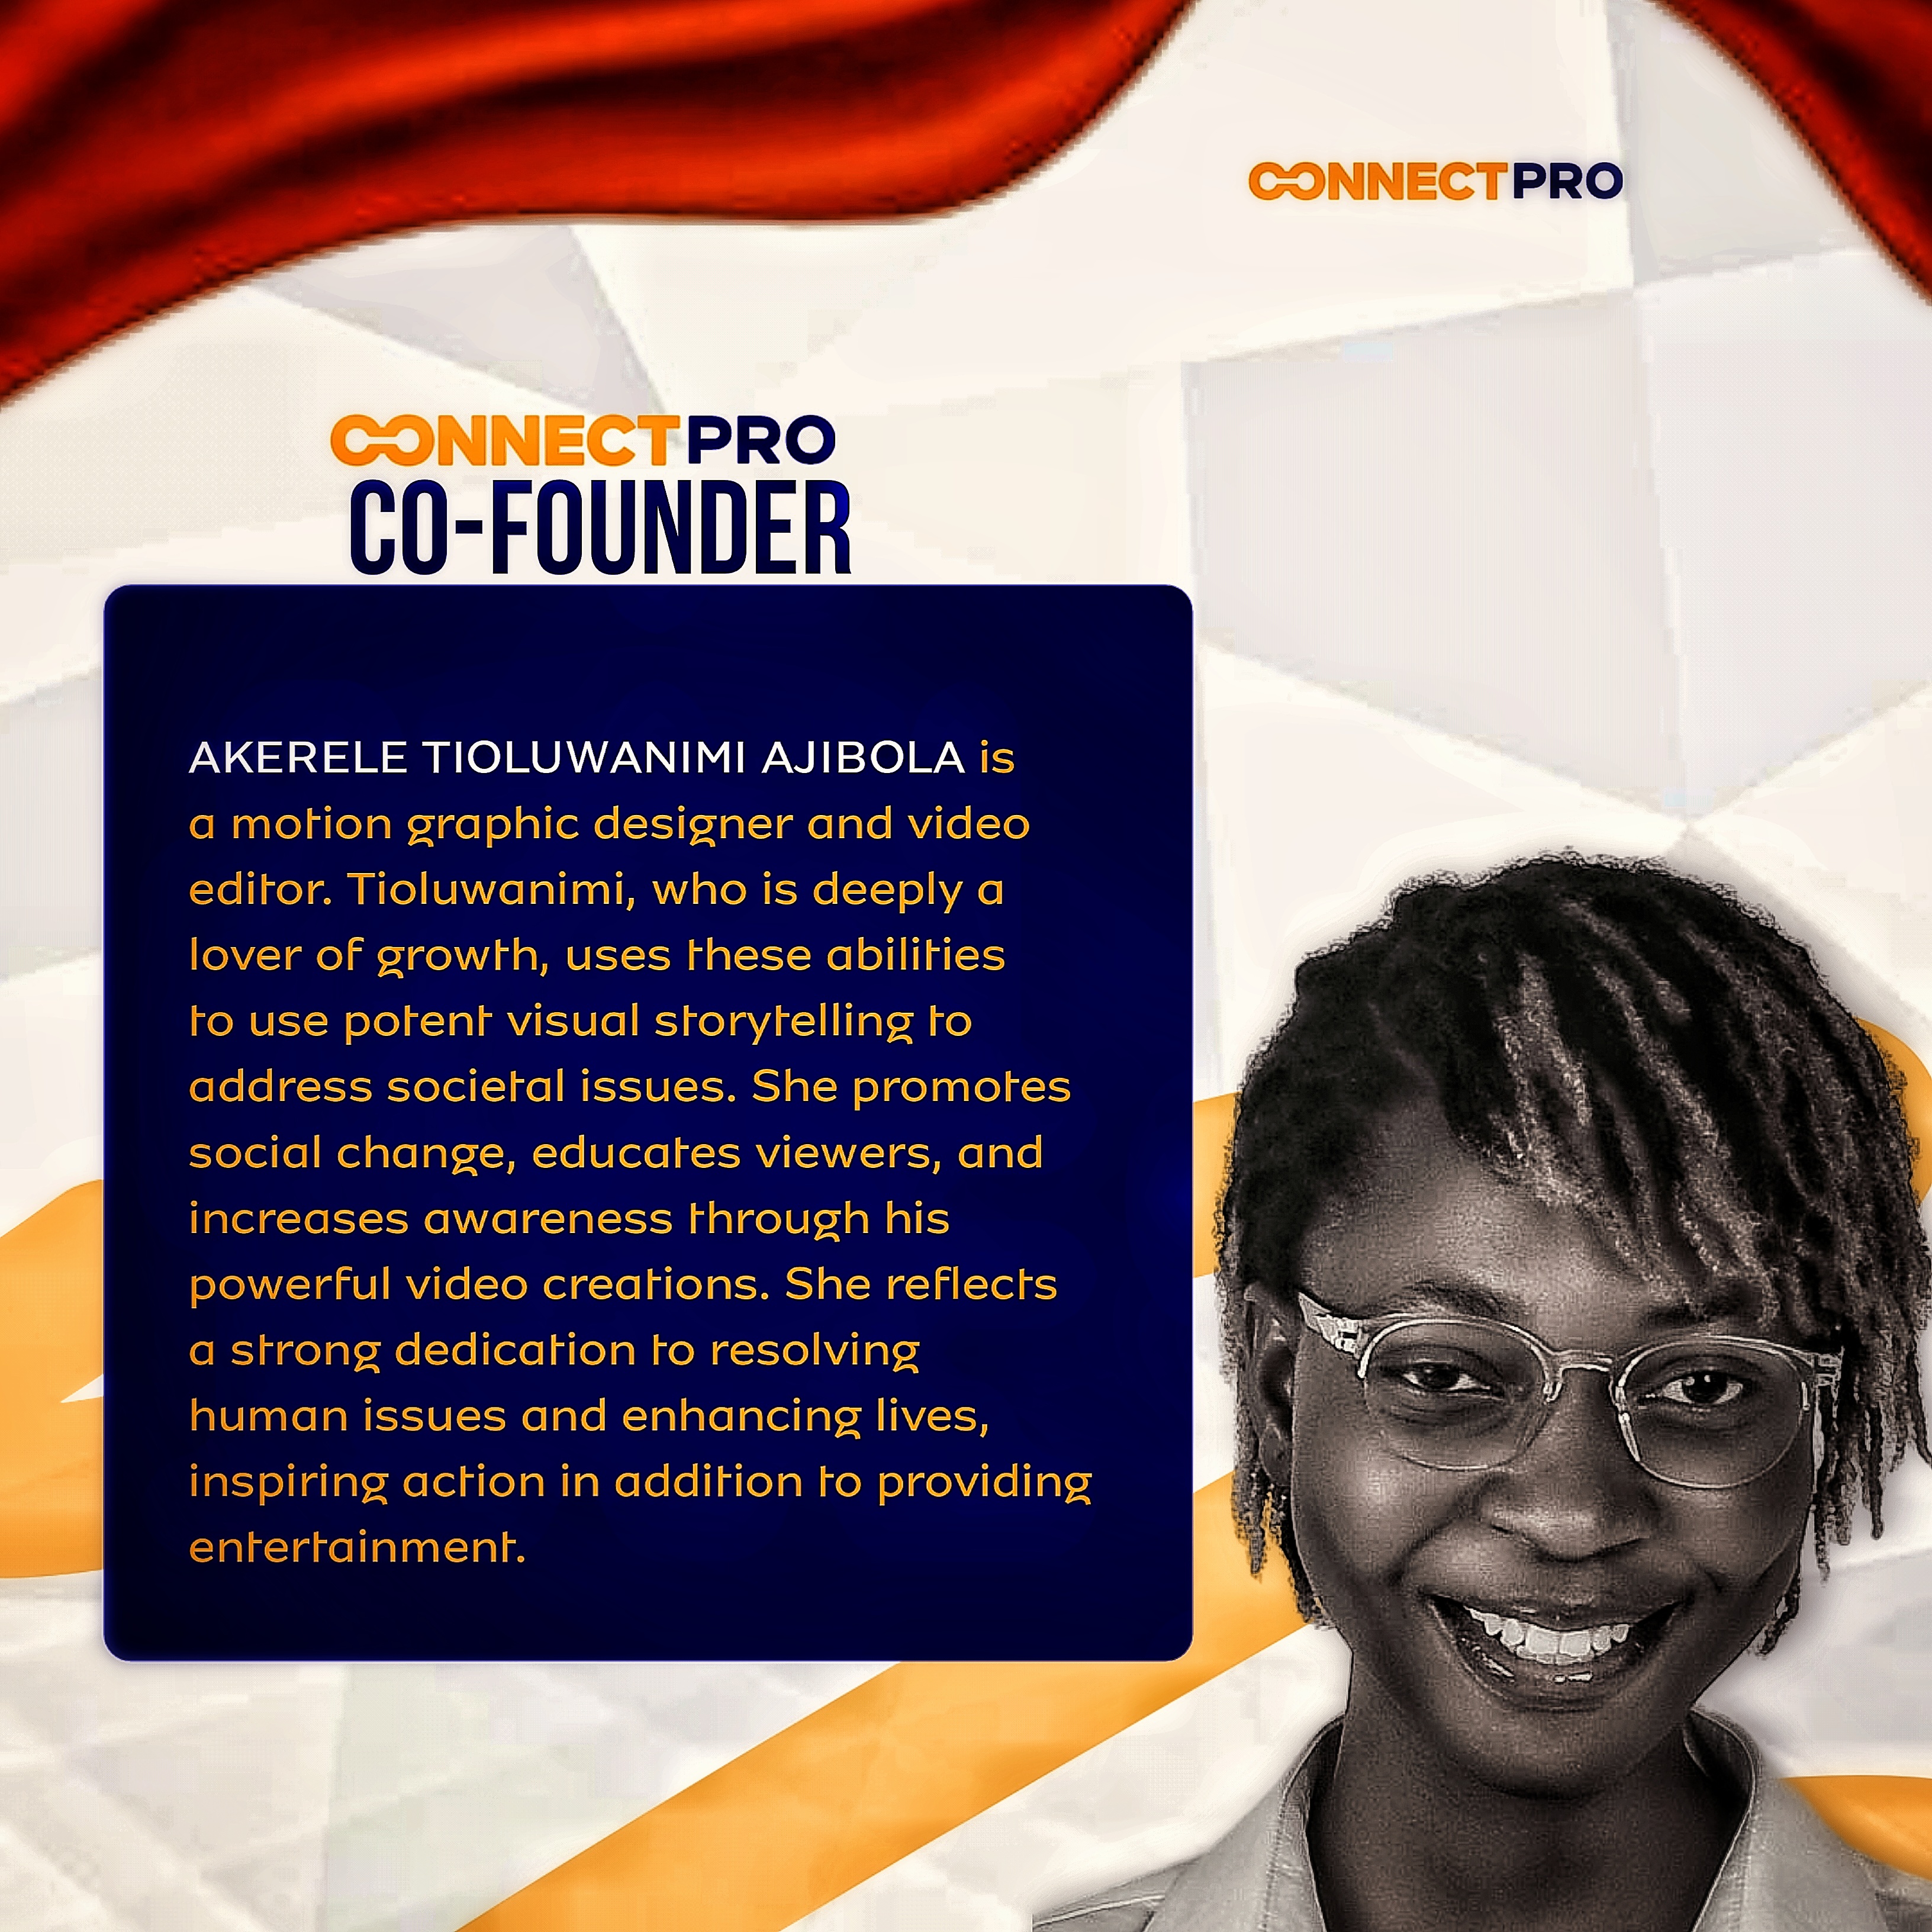 CONNECTPRO
CONNECTPRO
CO-FOUNDER
AKERELE TIOLUWANIMI AJIBOLA is
a motion graphic designer and video
editor. Tioluwanimi, who is deeply a
lover of growth, uses these abilities
to use potent visual storytelling to
address societal issues. She promotes
social change, educates viewers, and
increases awareness through his
powerful video creations. She reflects
a strong dedication to resolving
human issues and enhancing lives,
inspiring action in addition to providing
entertainment.